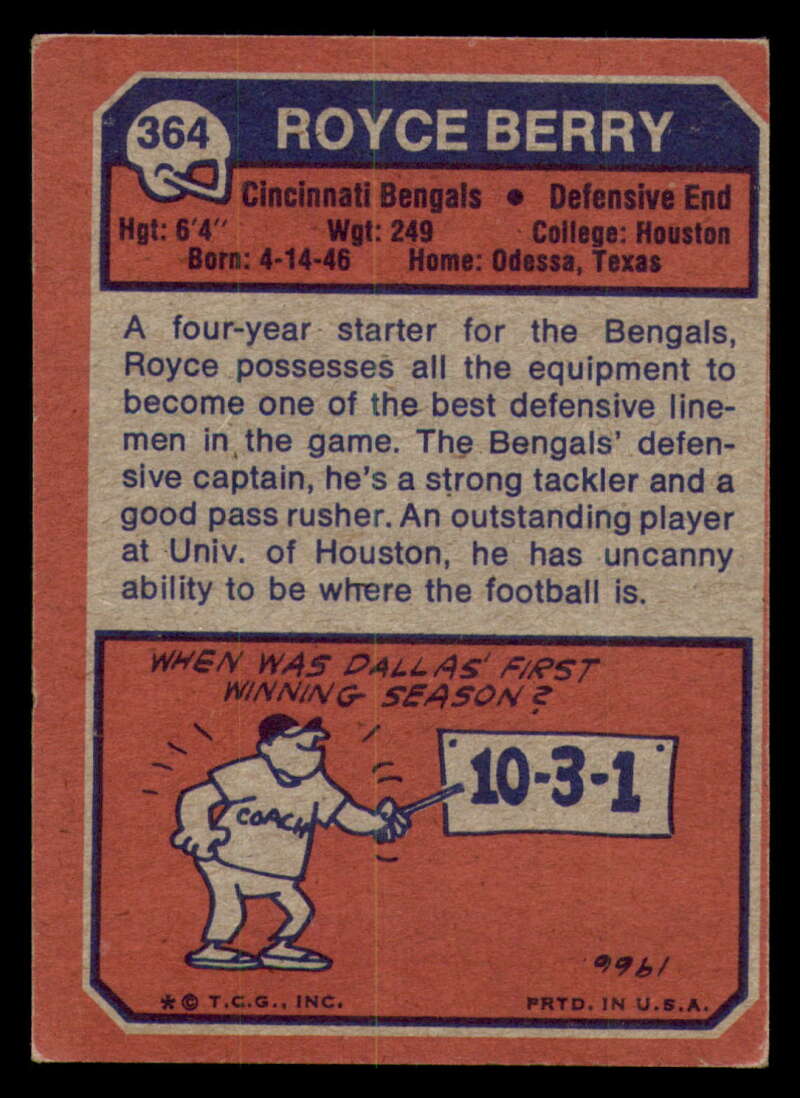 364 ROYCE BERRY
Cincinnati Bengals • Defensive End
Hgt: 6'4" Wgt: 249 College: Houston
Born: 4-14-46 Home: Odessa, Texas
A four-year starter for the Bengals,
Royce possesses all the equipment to
become one of the best defensive line-
men in the game. The Bengals' defen-
sive captain, he's a strong tackler and a
good pass rusher. An outstanding player
at Univ. of Houston, he has uncanny
ability to be where the football is.
WHEN WAS DALLAS' FIRST
WINNING SEASON?
10-3-1
COACH
1966
* © T.C.G., INC. PRTD. IN U.S.A.